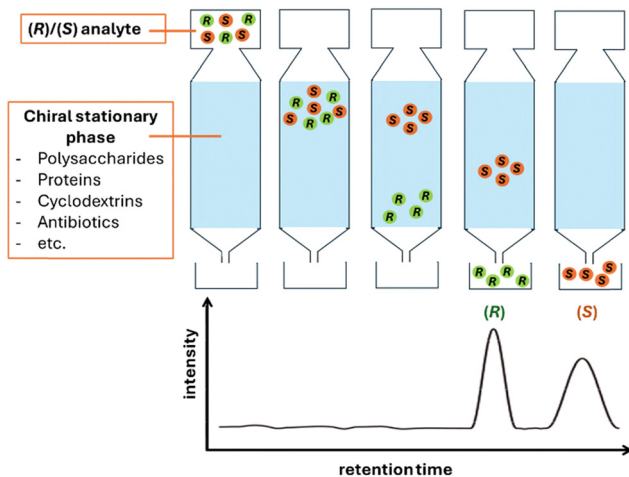 (R)/(S) analyte
R S R
S R S
Chiral stationary
phase
- Polysaccharides
- Proteins
- Cyclodextrins
- Antibiotics
- etc.
S
R R
S S
S R R
S
S S
S
R R
R R
S
S S
S
R R R R
S S S S
(R)
(S)
intensity
retention time